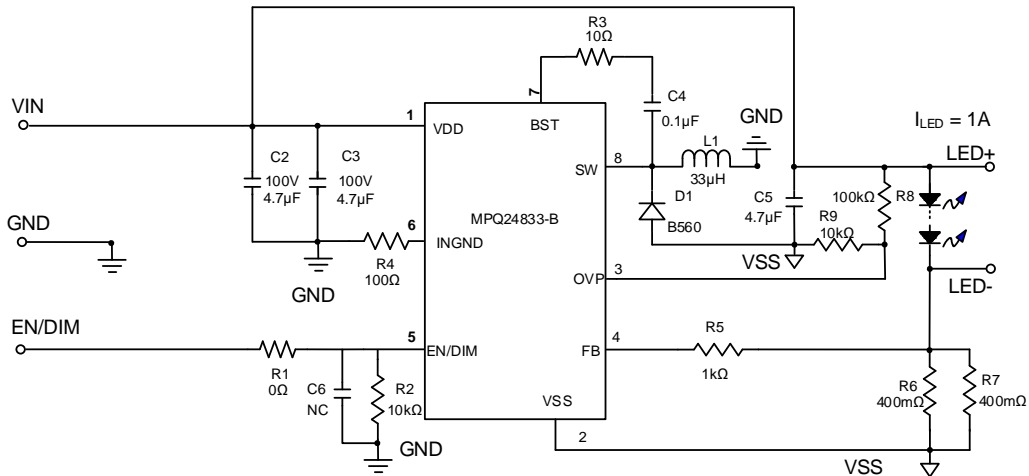 R3
10Ω
7
BST
C4
0.1µF
VIN
1
VDD
C2
100V
4.7µF
C3
100V
4.7µF
GND
L1
33µH
I_LED = 1A
LED+
SW
8
D1
B560
C5
4.7µF
100kΩ
R8
R9
10kΩ
MPQ24833-B
GND
6
INGND
R4
100Ω
GND
VSS
3
OVP
LED-
EN/DIM
5
EN/DIM
4
FB
R5
1kΩ
R1
0Ω
C6
NC
R2
10kΩ
R6
400mΩ
R7
400mΩ
VSS
2
GND
VSS